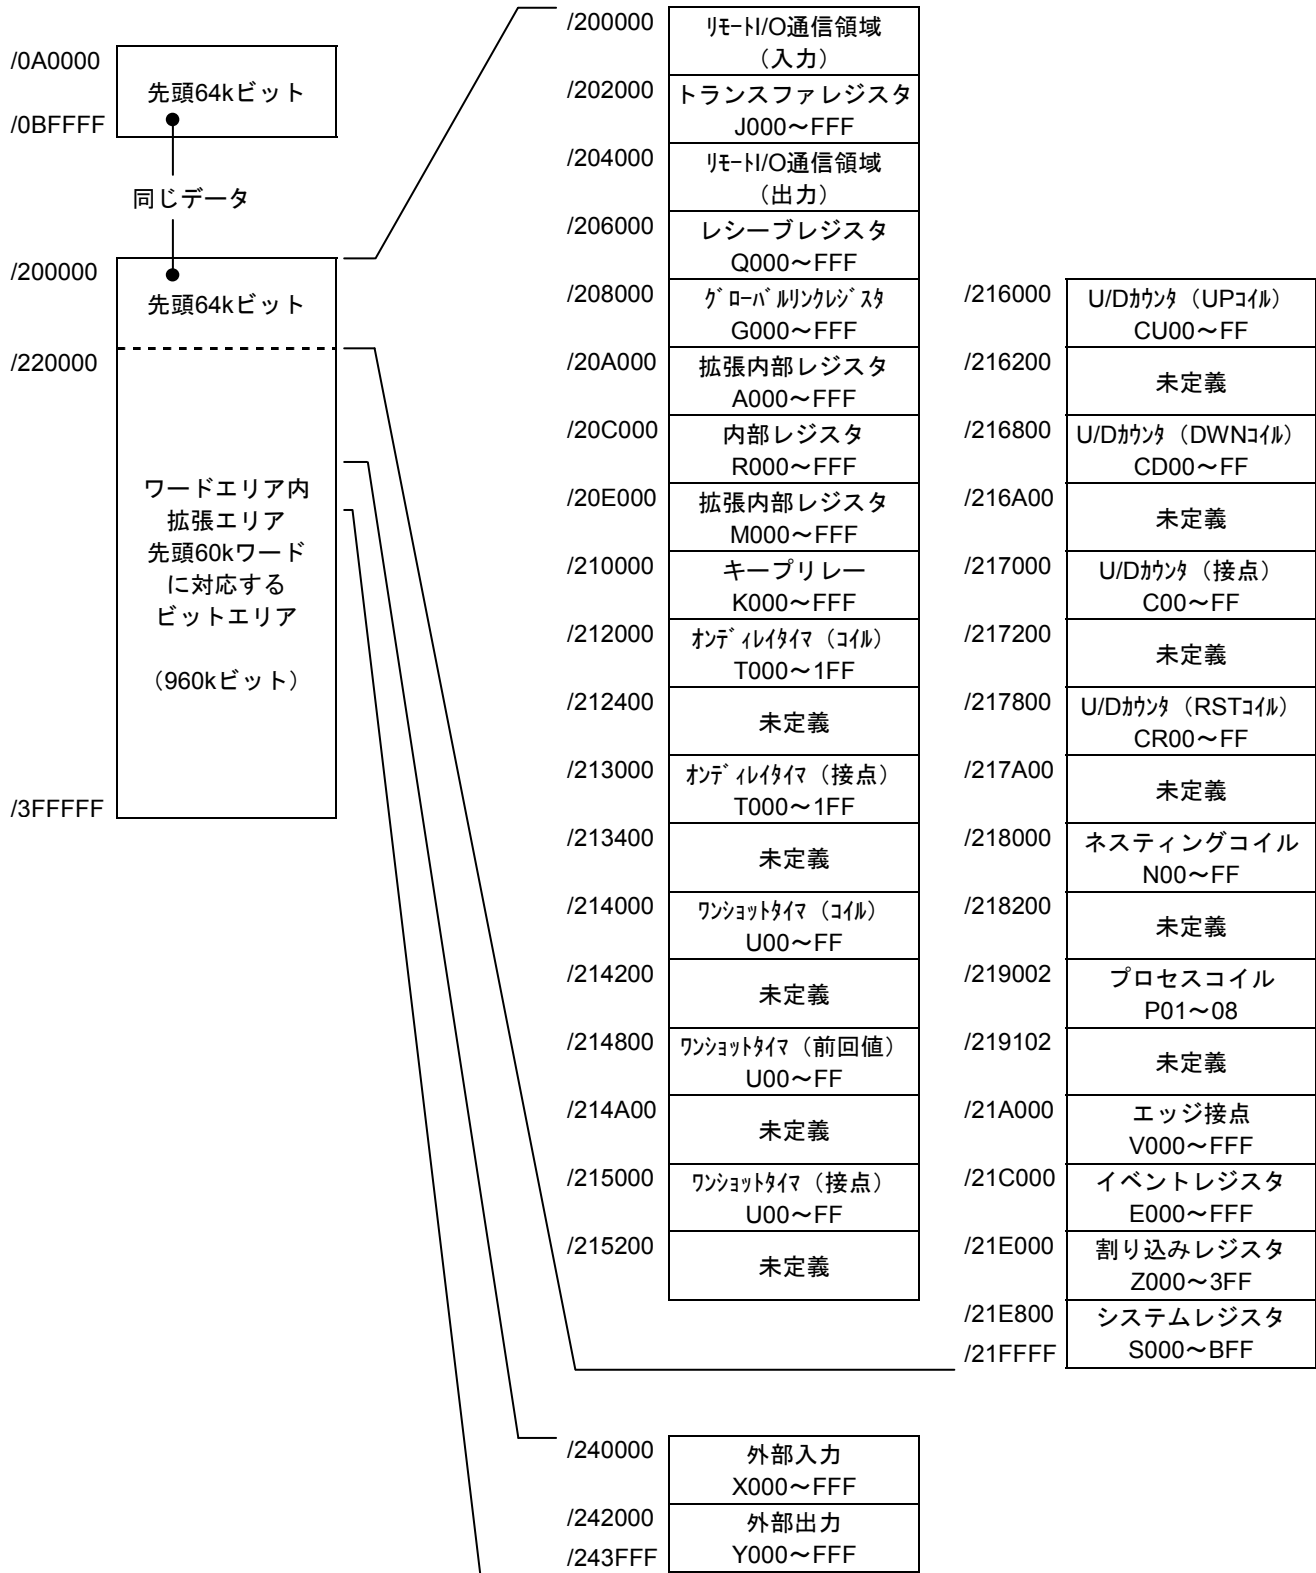 /0A0000
先頭64kビット
/0BFFFF
同じデータ
/200000
先頭64kビット
/220000
ワードエリア内
拡張エリア
先頭60kワード
に対応する
ビットエリア
（960kビット）
/3FFFFF
/200000
ﾘﾓｰﾄI/O通信領域
（入力）
/202000
トランスファレジスタ
J000～FFF
/204000
ﾘﾓｰﾄI/O通信領域
（出力）
/206000
レシーブレジスタ
Q000～FFF
/208000
ｸﾞﾛｰﾊﾞﾙﾘﾝｸﾚｼﾞｽﾀ
G000～FFF
/20A000
拡張内部レジスタ
A000～FFF
/20C000
内部レジスタ
R000～FFF
/20E000
拡張内部レジスタ
M000～FFF
/210000
キープリレー
K000～FFF
/212000
ｵﾝﾃﾞｨﾚｲﾀｲﾏ（ｺｲﾙ）
T000～1FF
/212400
未定義
/213000
ｵﾝﾃﾞｨﾚｲﾀｲﾏ（接点）
T000～1FF
/213400
未定義
/214000
ﾜﾝｼｮｯﾄﾀｲﾏ（ｺｲﾙ）
U00～FF
/214200
未定義
/214800
ﾜﾝｼｮｯﾄﾀｲﾏ（前回値）
U00～FF
/214A00
未定義
/215000
ﾜﾝｼｮｯﾄﾀｲﾏ（接点）
U00～FF
/215200
未定義
/216000
U/Dｶｳﾝﾀ（UPｺｲﾙ）
CU00～FF
/216200
未定義
/216800
U/Dｶｳﾝﾀ（DWNｺｲﾙ）
CD00～FF
/216A00
未定義
/217000
U/Dｶｳﾝﾀ（接点）
C00～FF
/217200
未定義
/217800
U/Dｶｳﾝﾀ（RSTｺｲﾙ）
CR00～FF
/217A00
未定義
/218000
ネスティングコイル
N00～FF
/218200
未定義
/219002
プロセスコイル
P01～08
/219102
未定義
/21A000
エッジ接点
V000～FFF
/21C000
イベントレジスタ
E000～FFF
/21E000
割り込みレジスタ
Z000～3FF
/21E800
システムレジスタ
S000～BFF
/21FFFF
/240000
外部入力
X000～FFF
/242000
外部出力
Y000～FFF
/243FFF